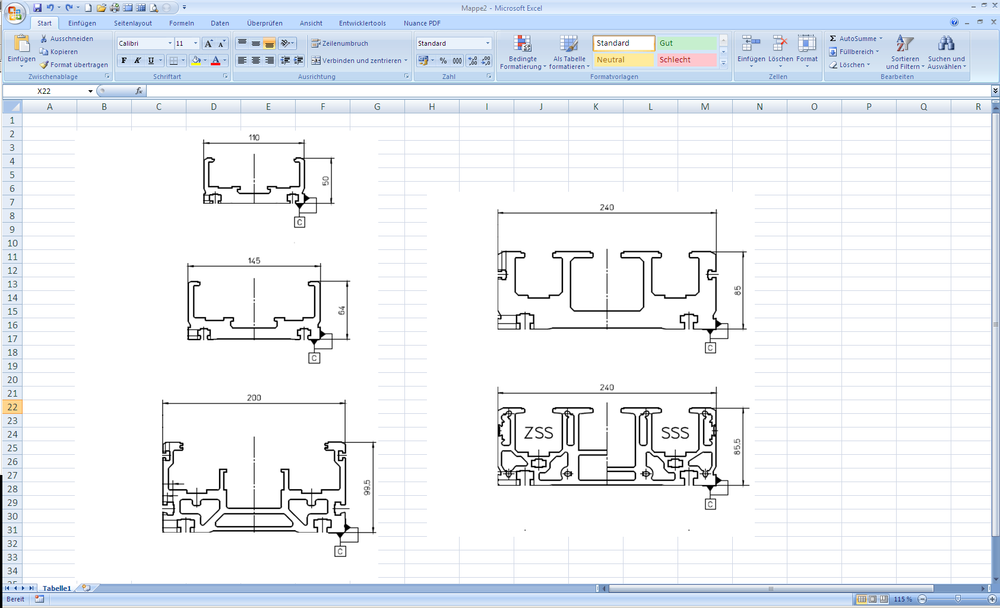 Mappe2 - Microsoft Excel
Start Einfügen Seitenlayout Formeln Daten Überprüfen Ansicht Entwicklertools Nuance PDF
Einfügen
Ausschneiden
Kopieren
Format übertragen
Zwischenablage
Calibri 11
F K U
Schriftart
Zeilenumbruch
Verbinden und zentrieren
Ausrichtung
Standard
% 000
Zahl
Bedingte Formatierung
Als Tabelle formatieren
Standard Gut
Neutral Schlecht
Formatvorlagen
Einfügen Löschen Format
Zellen
Σ AutoSumme
Füllbereich
Löschen
Sortieren und Filtern
Suchen und Auswählen
Bearbeiten
X22 fx
A B C D E F G H I J K L M N O P Q R
1
2
3
4
5
6
7
8
9
10
11
12
13
14
15
16
17
18
19
20
21
22
23
24
25
26
27
28
29
30
31
32
33
34
35
110
50
C
145
64
C
200
99.5
C
240
85
C
240
ZSS SSS
85.5
C
Tabelle1
Bereit 115 %